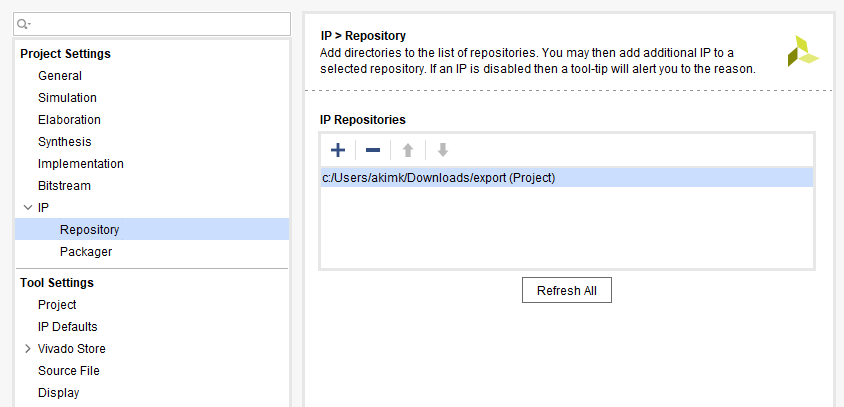 Project Settings
General
Simulation
Elaboration
Synthesis
Implementation
Bitstream
IP
Repository
Packager
Tool Settings
Project
IP Defaults
Vivado Store
Source File
Display
IP > Repository
Add directories to the list of repositories. You may then add additional IP to a
selected repository. If an IP is disabled then a tool-tip will alert you to the reason.
IP Repositories
c:/Users/akimk/Downloads/export (Project)
Refresh All